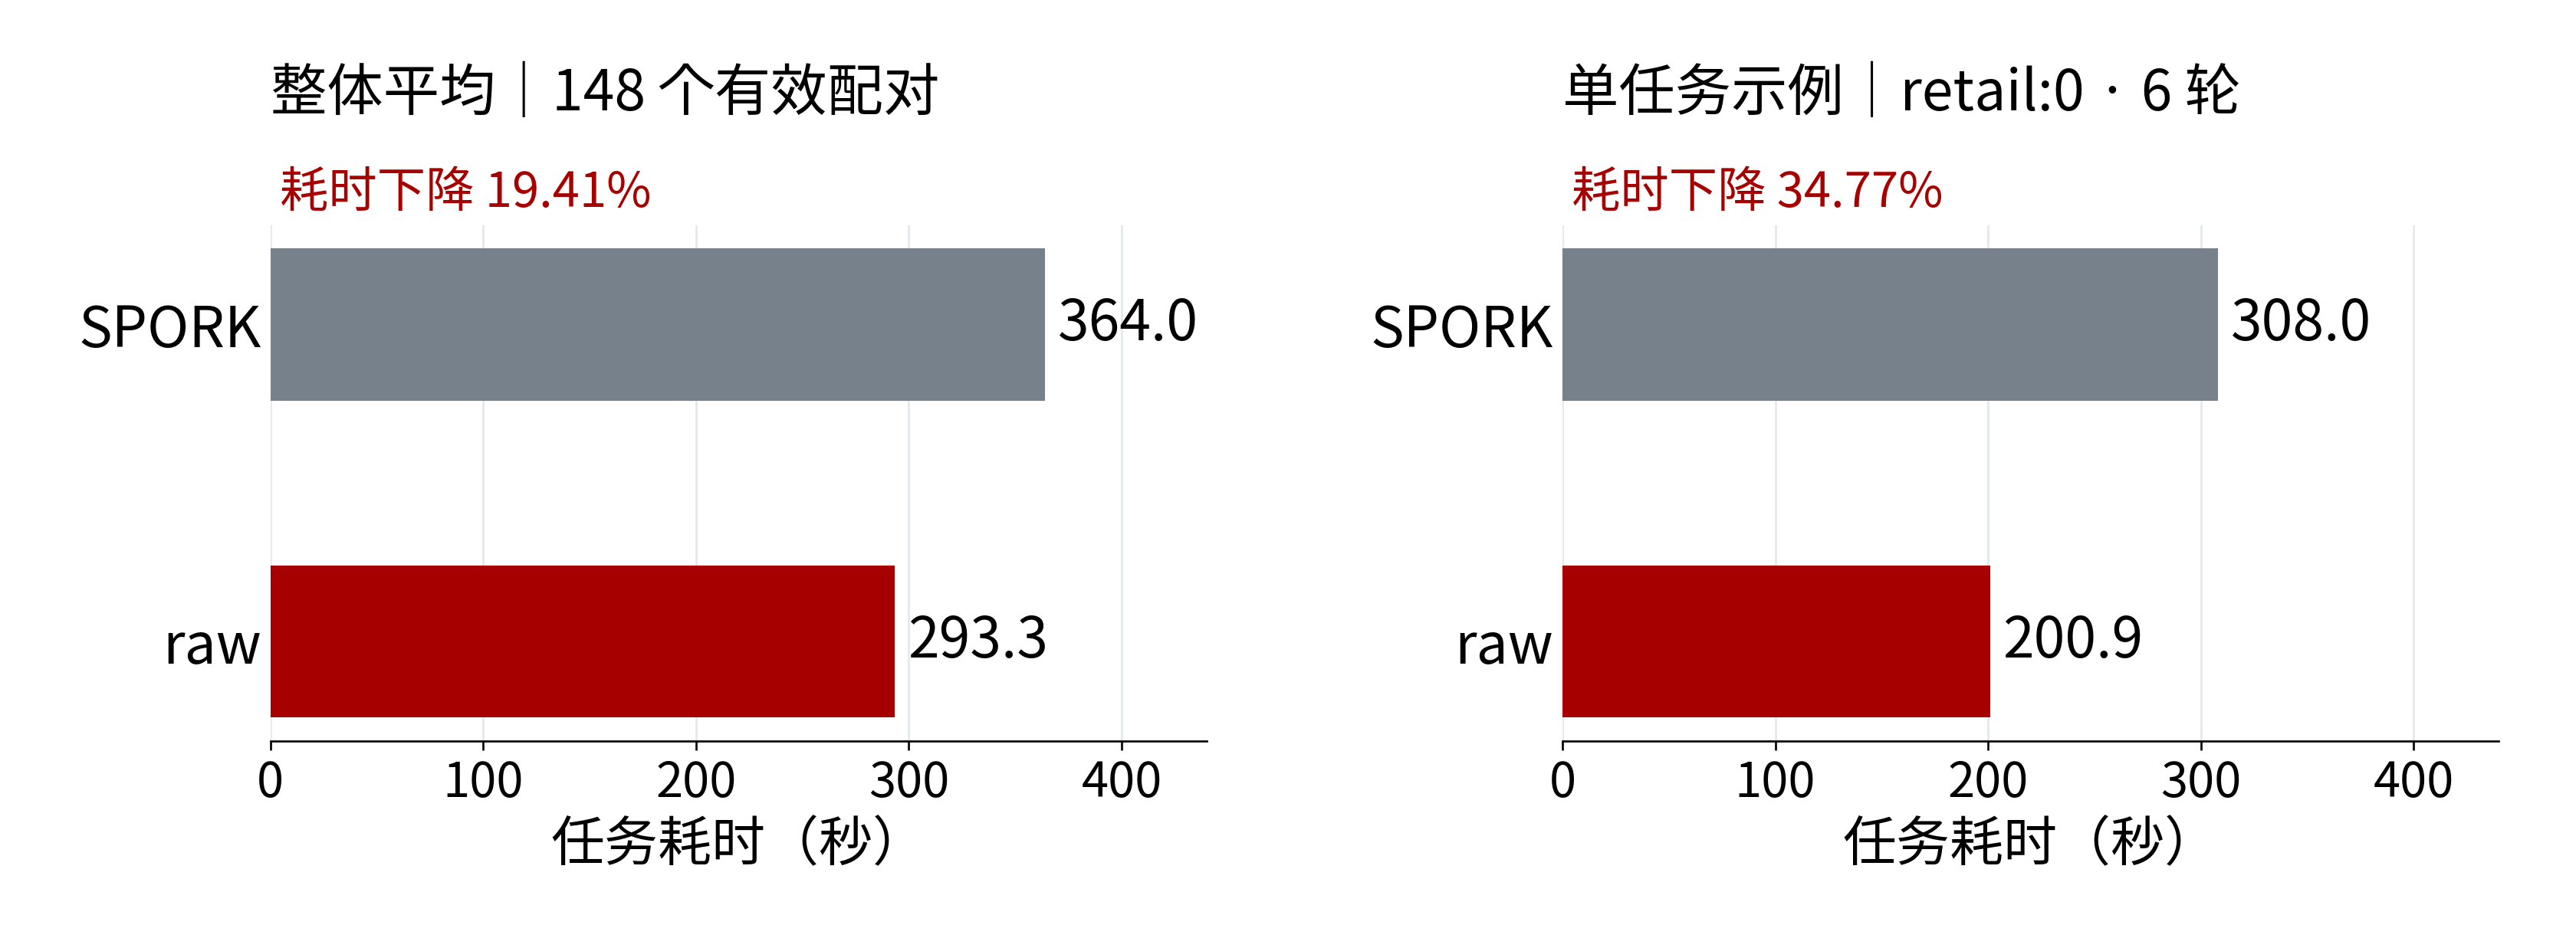 整体平均｜148 个有效配对
耗时下降 19.41%
SPORK
364.0
raw
293.3
0 100 200 300 400
任务耗时（秒）
单任务示例｜retail:0 · 6 轮
耗时下降 34.77%
SPORK
308.0
raw
200.9
0 100 200 300 400
任务耗时（秒）